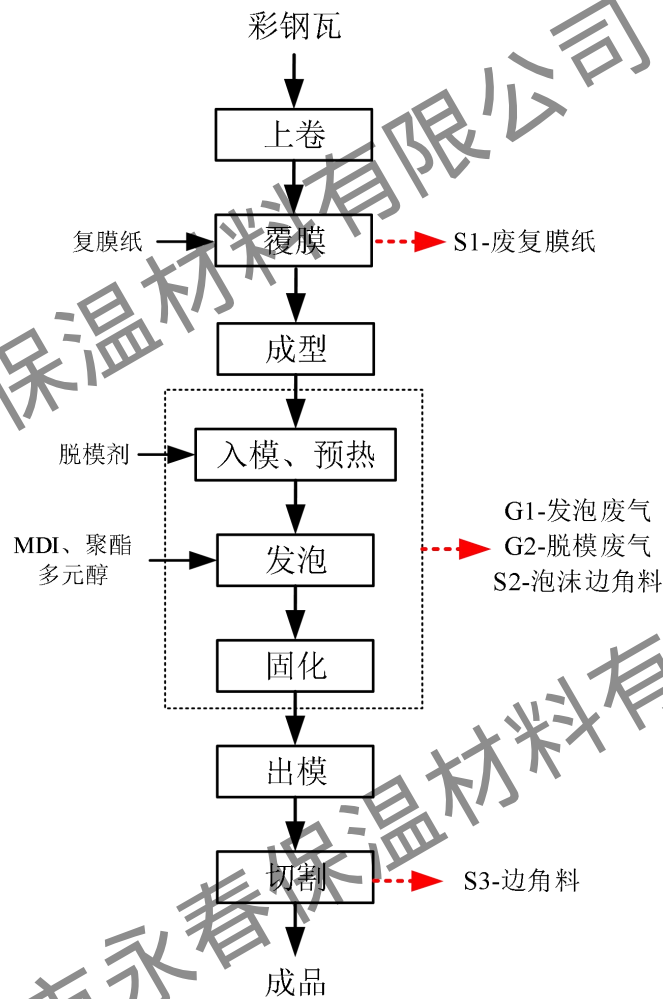 彩钢瓦
上卷
复膜纸
覆膜
S1-废复膜纸
成型
脱模剂
入模、预热
G1-发泡废气
G2-脱模废气
S2-泡沫边角料
MDI、聚酯
多元醇
发泡
固化
出模
切割
S3-边角料
成品
保温材料有限公司
永春保温材料有